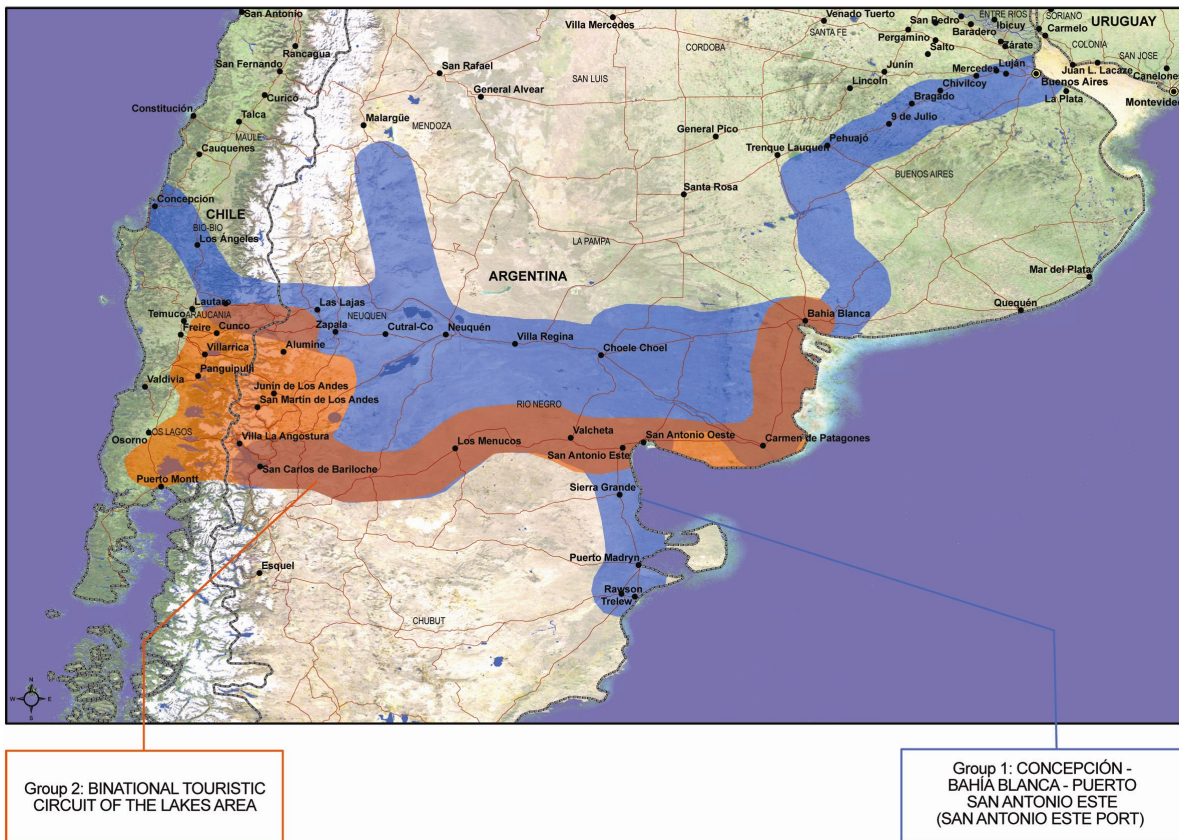 San Antonio
Villa Mercedes
Venado Tuerto
San Pedro
ENTRE RIOS
Ibicuy
SORIANO
URUGUAY
SANTA FE
Pergamino
Baradero
Carmelo
Rancagua
CORDOBA
Salto
Zárate
COLONIA
SAN JOSE
San Fernando
San Rafael
SAN LUIS
Junín
Mercedes
Luján
Juan L. Lacaze
Canelones
Lincoln
Chivilcoy
Buenos Aires
Curicó
General Alvear
Bragado
La Plata
Montevideo
Constitución
Talca
Malargüe
MENDOZA
9 de Julio
MAULE
General Pico
Pehuajó
Cauquenes
Trenque Lauquen
BUENOS AIRES
Santa Rosa
Concepcion
CHILE
BIO-BIO
Los Ángeles
LA PAMPA
ARGENTINA
Mar del Plata
Lautaro
Las Lajas
Quequén
Temuco
ARAUCANIA
NEUQUEN
Bahia Blanca
Freire
Cunco
Zapala
Cutral-Co
Neuquén
Villa Regina
Villarrica
Alumine
Choele Choel
Panguipulli
Valdivia
Junín de Los Andes
San Martín de Los Andes
RIO NEGRO
Osorno
LOS LAGOS
Villa La Angostura
Los Menucos
Valcheta
San Antonio Oeste
Carmen de Patagones
San Antonio Este
San Carlos de Bariloche
Puerto Montt
Sierra Grande
Esquel
Puerto Madryn
Rawson
Trelew
CHUBUT
N
W
E
S
Group 2: BINATIONAL TOURISTIC
CIRCUIT OF THE LAKES AREA
Group 1: CONCEPCIÓN -
BAHÍA BLANCA - PUERTO
SAN ANTONIO ESTE
(SAN ANTONIO ESTE PORT)